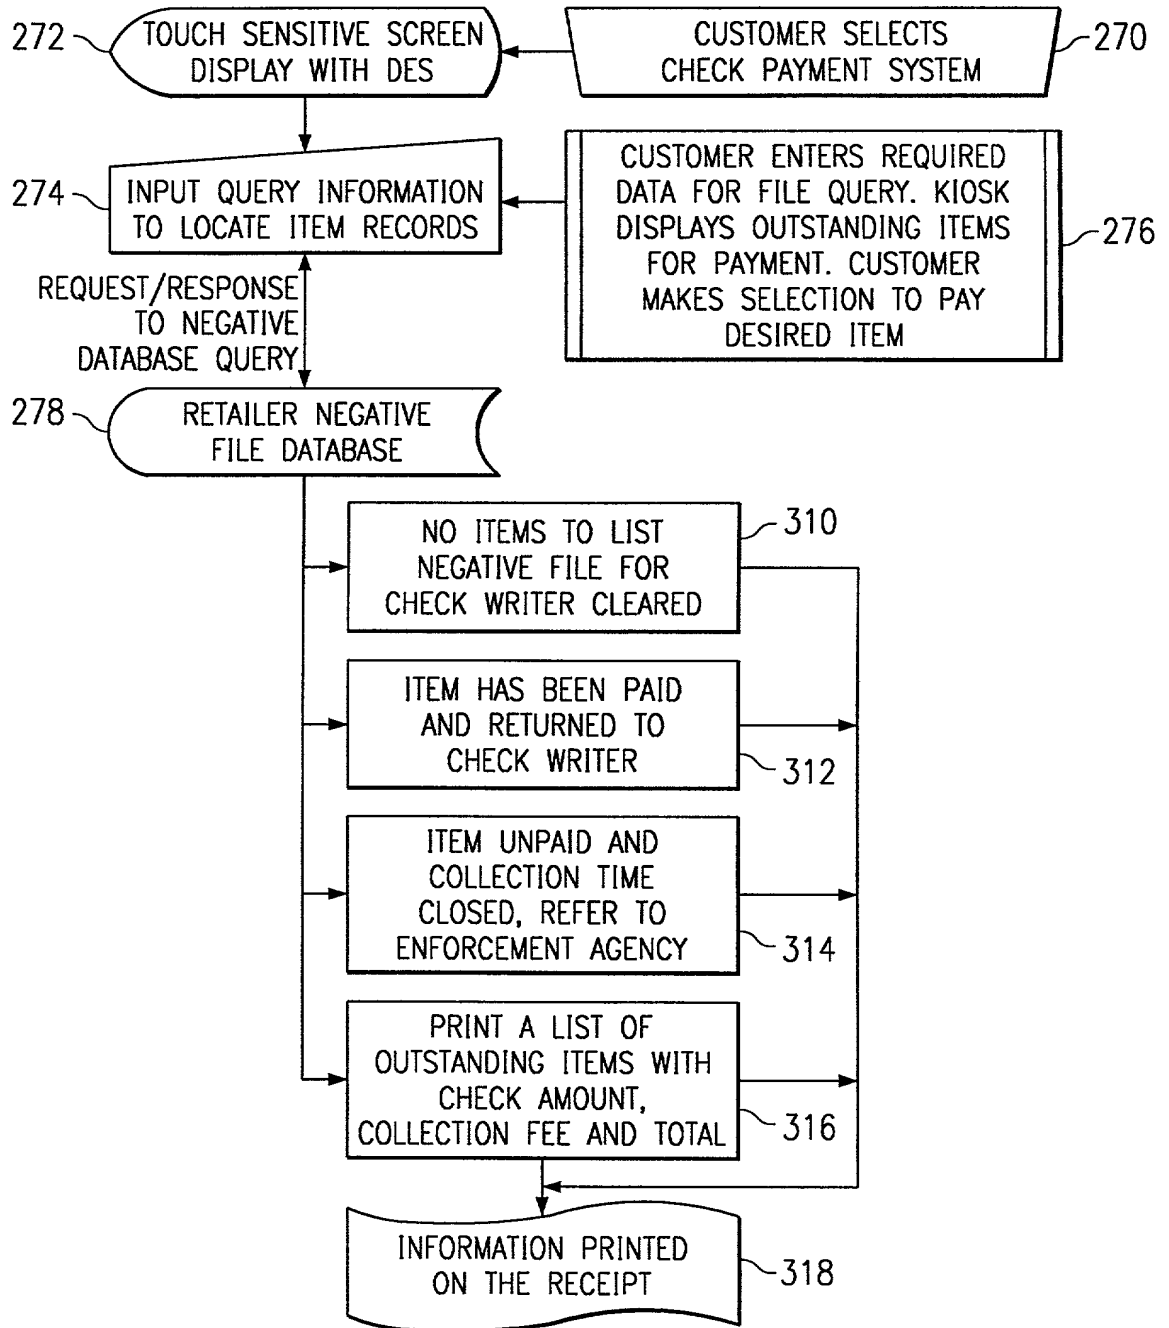 272
TOUCH SENSITIVE SCREEN
DISPLAY WITH DES
CUSTOMER SELECTS
CHECK PAYMENT SYSTEM
270
274
INPUT QUERY INFORMATION
TO LOCATE ITEM RECORDS
CUSTOMER ENTERS REQUIRED
DATA FOR FILE QUERY. KIOSK
DISPLAYS OUTSTANDING ITEMS
FOR PAYMENT. CUSTOMER
MAKES SELECTION TO PAY
DESIRED ITEM
276
REQUEST/RESPONSE
TO NEGATIVE
DATABASE QUERY
278
RETAILER NEGATIVE
FILE DATABASE
NO ITEMS TO LIST
NEGATIVE FILE FOR
CHECK WRITER CLEARED
310
ITEM HAS BEEN PAID
AND RETURNED TO
CHECK WRITER
312
ITEM UNPAID AND
COLLECTION TIME
CLOSED, REFER TO
ENFORCEMENT AGENCY
314
PRINT A LIST OF
OUTSTANDING ITEMS WITH
CHECK AMOUNT,
COLLECTION FEE AND TOTAL
316
INFORMATION PRINTED
ON THE RECEIPT
318